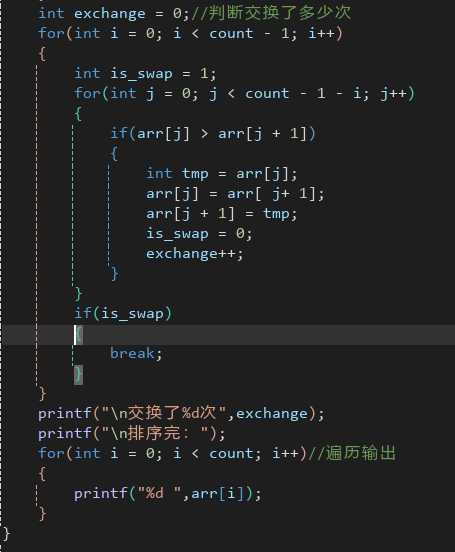 int exchange = 0;//判断交换了多少次
for(int i = 0; i < count - 1; i++)
{
int is_swap = 1;
for(int j = 0; j < count - 1 - i; j++)
{
if(arr[j] > arr[j + 1])
{
int tmp = arr[j];
arr[j] = arr[ j+ 1];
arr[j + 1] = tmp;
is_swap = 0;
exchange++;
}
}
if(is_swap)
{
break;
}
}
printf("\n交换了%d次",exchange);
printf("\n排序完：");
for(int i = 0; i < count; i++)//遍历输出
{
printf("%d ",arr[i]);
}
}